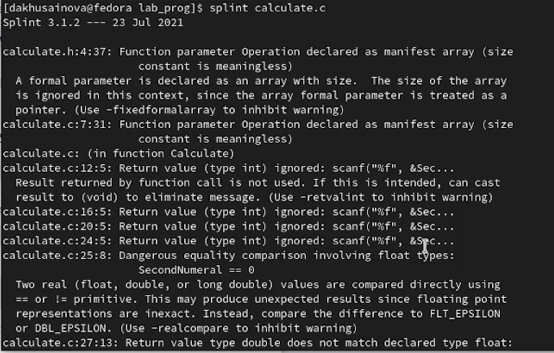 [dakhusainova@fedora lab_prog]$ splint calculate.c
Splint 3.1.2 --- 23 Jul 2021
calculate.h:4:37: Function parameter Operation declared as manifest array (size
constant is meaningless)
A formal parameter is declared as an array with size.  The size of the array
is ignored in this context, since the array formal parameter is treated as a
pointer. (Use -fixedformalarray to inhibit warning)
calculate.c:7:31: Function parameter Operation declared as manifest array (size
constant is meaningless)
calculate.c: (in function Calculate)
calculate.c:12:5: Return value (type int) ignored: scanf("%f", &Sec...
Result returned by function call is not used. If this is intended, can cast
result to (void) to eliminate message. (Use -retvalint to inhibit warning)
calculate.c:16:5: Return value (type int) ignored: scanf("%f", &Sec...
calculate.c:20:5: Return value (type int) ignored: scanf("%f", &Sec...
calculate.c:24:5: Return value (type int) ignored: scanf("%f", &Sec...
calculate.c:25:8: Dangerous equality comparison involving float types:
SecondNumeral == 0
Two real (float, double, or long double) values are compared directly using
== or != primitive. This may produce unexpected results since floating point
representations are inexact. Instead, compare the difference to FLT_EPSILON
or DBL_EPSILON. (Use -realcompare to inhibit warning)
calculate.c:27:13: Return value type double does not match declared type float: